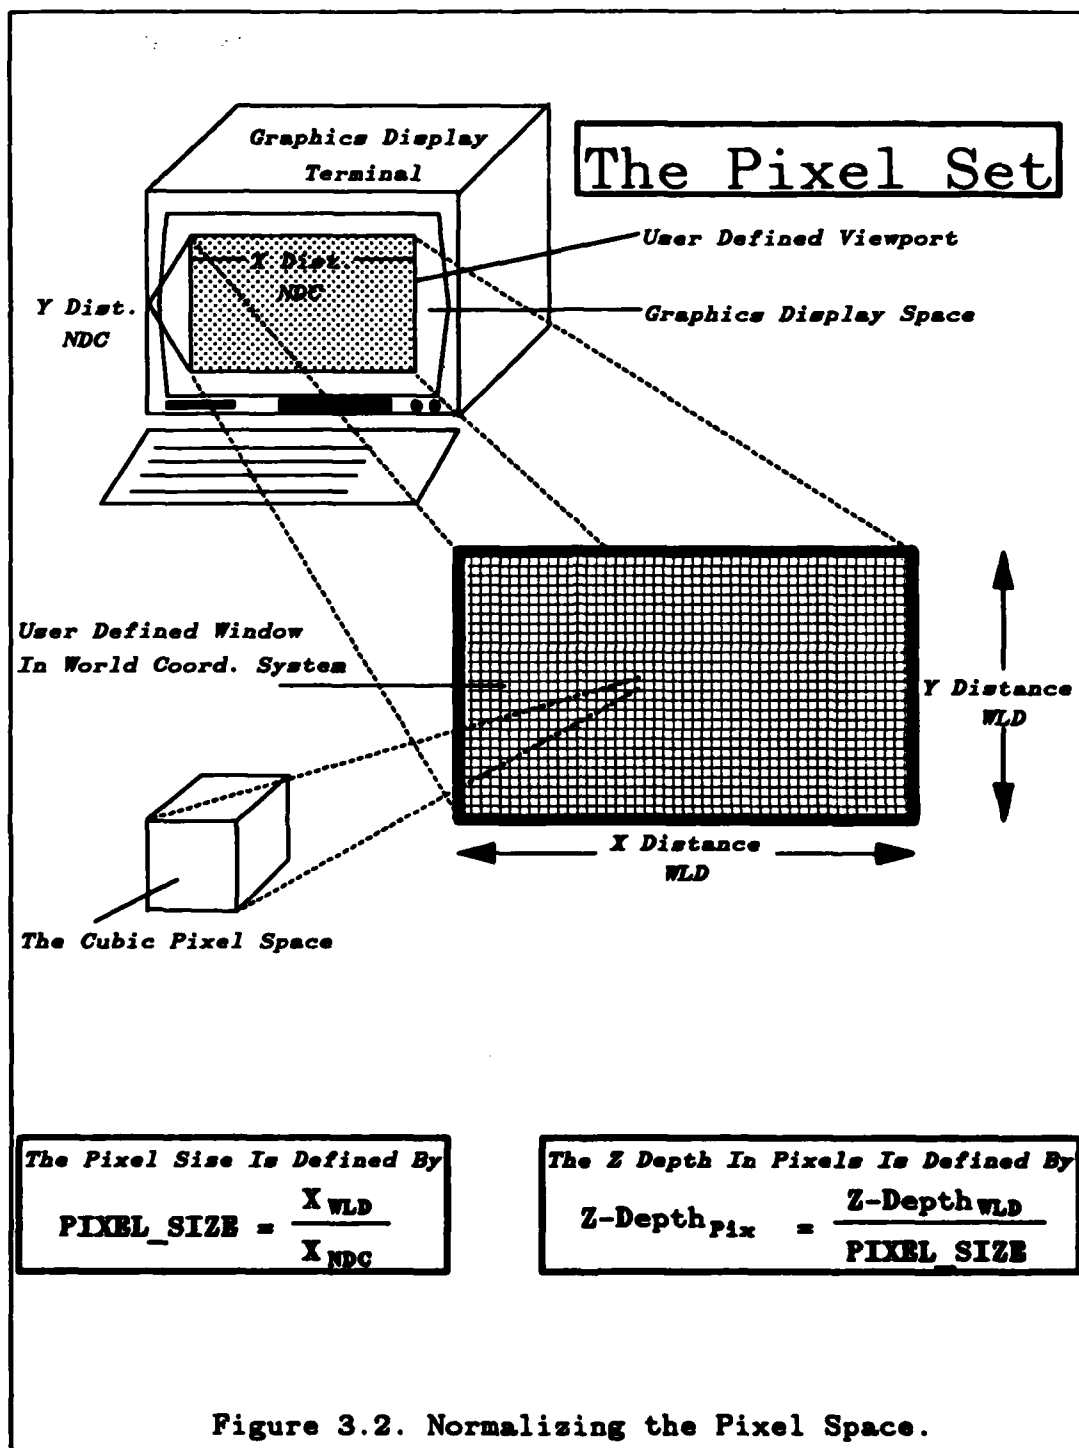 Graphics Display
Terminal
The Pixel Set
User Defined Viewport
X Dist.
NDC
Y Dist.
NDC
Graphics Display Space
User Defined Window
In World Coord. System
Y Distance
WLD
X Distance
WLD
The Cubic Pixel Space
The Pixel Size Is Defined By
PIXEL_SIZE = X WLD / X NDC
The Z Depth In Pixels Is Defined By
Z-Depth Pix = Z-Depth WLD / PIXEL_SIZE
Figure 3.2. Normalizing the Pixel Space.